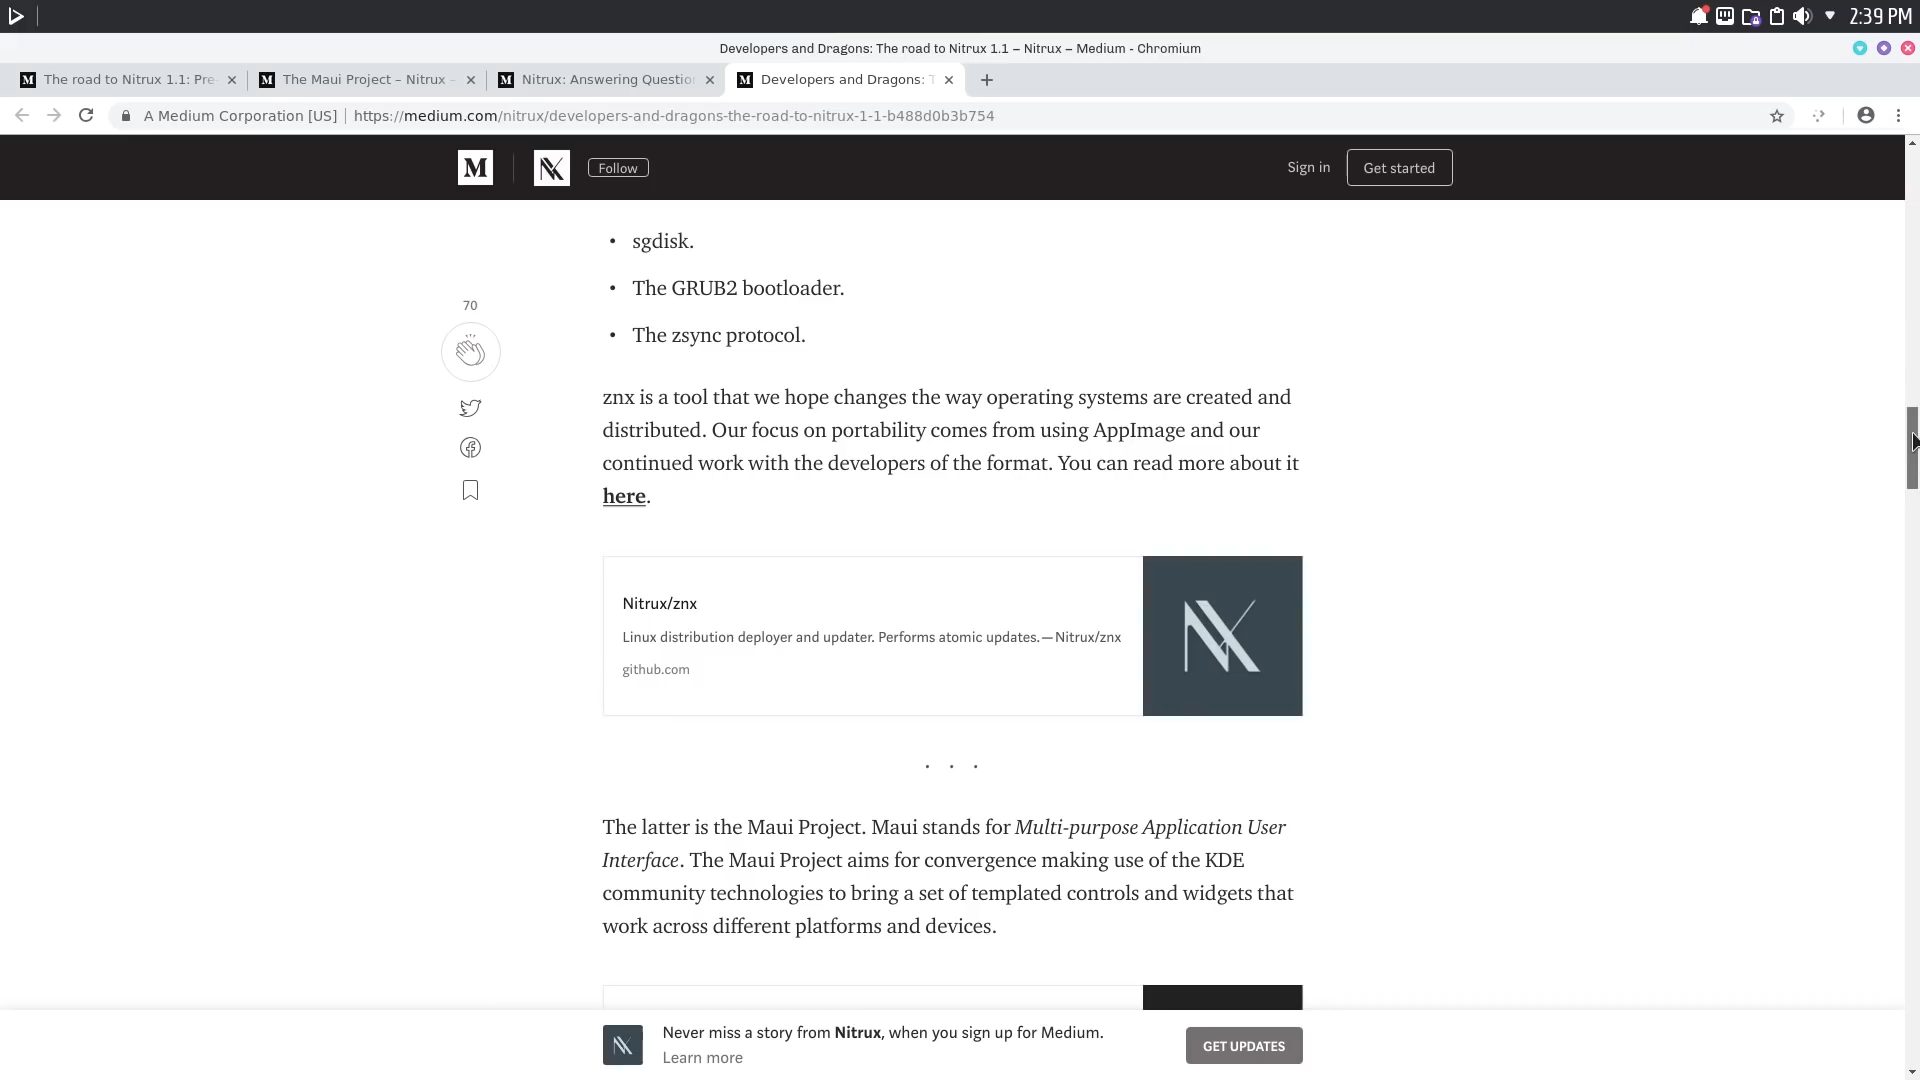 2:39 PM
Developers and Dragons: The road to Nitrux 1.1 – Nitrux – Medium - Chromium
M The road to Nitrux 1.1: Pre-
M The Maui Project – Nitrux –
M Nitrux: Answering Question
M Developers and Dragons: T
A Medium Corporation [US] | https://medium.com/nitrux/developers-and-dragons-the-road-to-nitrux-1-1-b488d0b3b754
M
Follow
Sign in
Get started
• sgdisk.
• The GRUB2 bootloader.
• The zsync protocol.
70
znx is a tool that we hope changes the way operating systems are created and
distributed. Our focus on portability comes from using AppImage and our
continued work with the developers of the format. You can read more about it
here.
Nitrux/znx
Linux distribution deployer and updater. Performs atomic updates.—Nitrux/znx
github.com
. . .
The latter is the Maui Project. Maui stands for Multi-purpose Application User
Interface. The Maui Project aims for convergence making use of the KDE
community technologies to bring a set of templated controls and widgets that
work across different platforms and devices.
Never miss a story from Nitrux, when you sign up for Medium.
Learn more
GET UPDATES